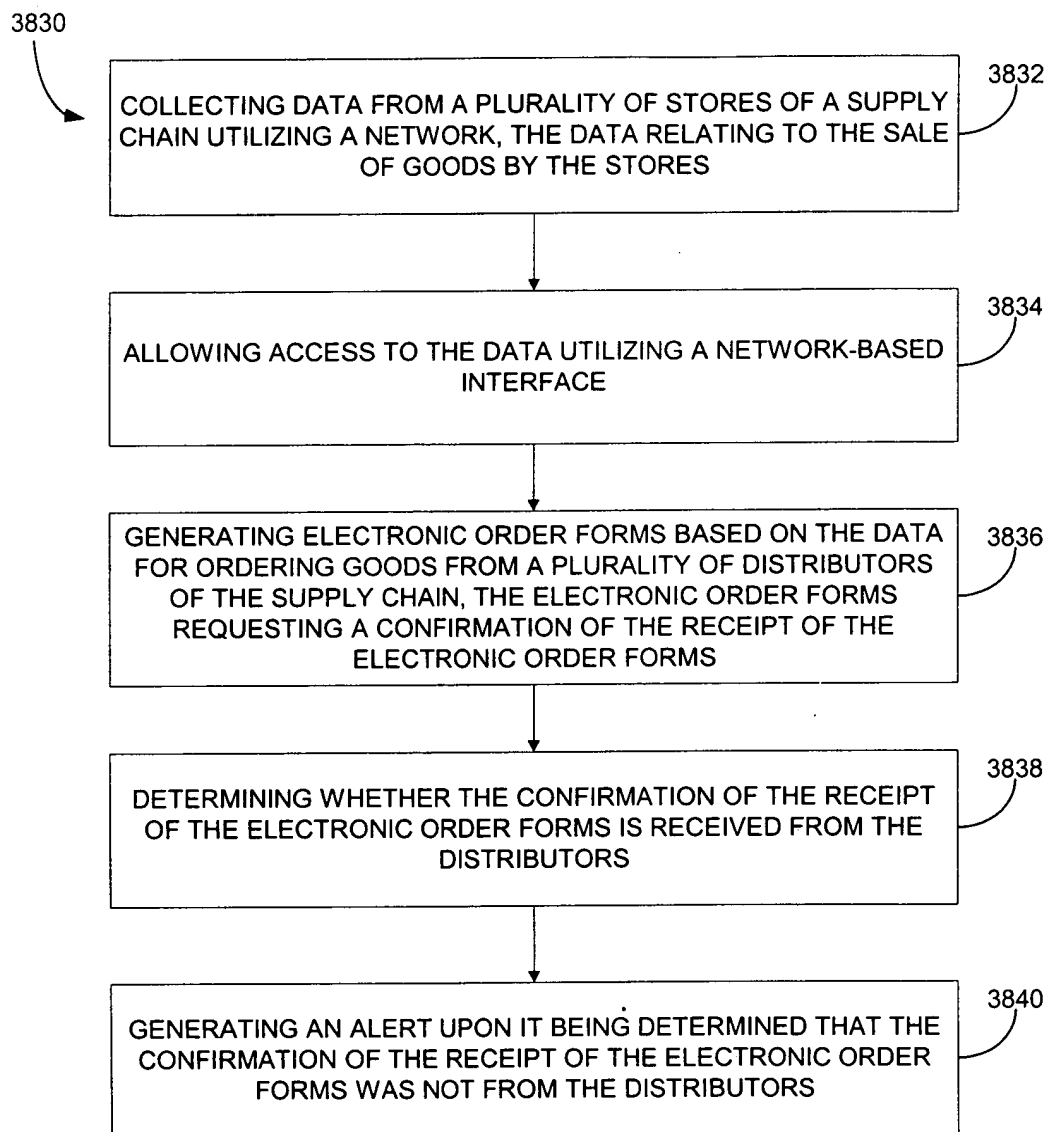 3830
3832
COLLECTING DATA FROM A PLURALITY OF STORES OF A SUPPLY
CHAIN UTILIZING A NETWORK, THE DATA RELATING TO THE SALE
OF GOODS BY THE STORES
3834
ALLOWING ACCESS TO THE DATA UTILIZING A NETWORK-BASED
INTERFACE
3836
GENERATING ELECTRONIC ORDER FORMS BASED ON THE DATA
FOR ORDERING GOODS FROM A PLURALITY OF DISTRIBUTORS
OF THE SUPPLY CHAIN, THE ELECTRONIC ORDER FORMS
REQUESTING A CONFIRMATION OF THE RECEIPT OF THE
ELECTRONIC ORDER FORMS
3838
DETERMINING WHETHER THE CONFIRMATION OF THE RECEIPT
OF THE ELECTRONIC ORDER FORMS IS RECEIVED FROM THE
DISTRIBUTORS
3840
GENERATING AN ALERT UPON IT BEING DETERMINED THAT THE
CONFIRMATION OF THE RECEIPT OF THE ELECTRONIC ORDER
FORMS WAS NOT FROM THE DISTRIBUTORS